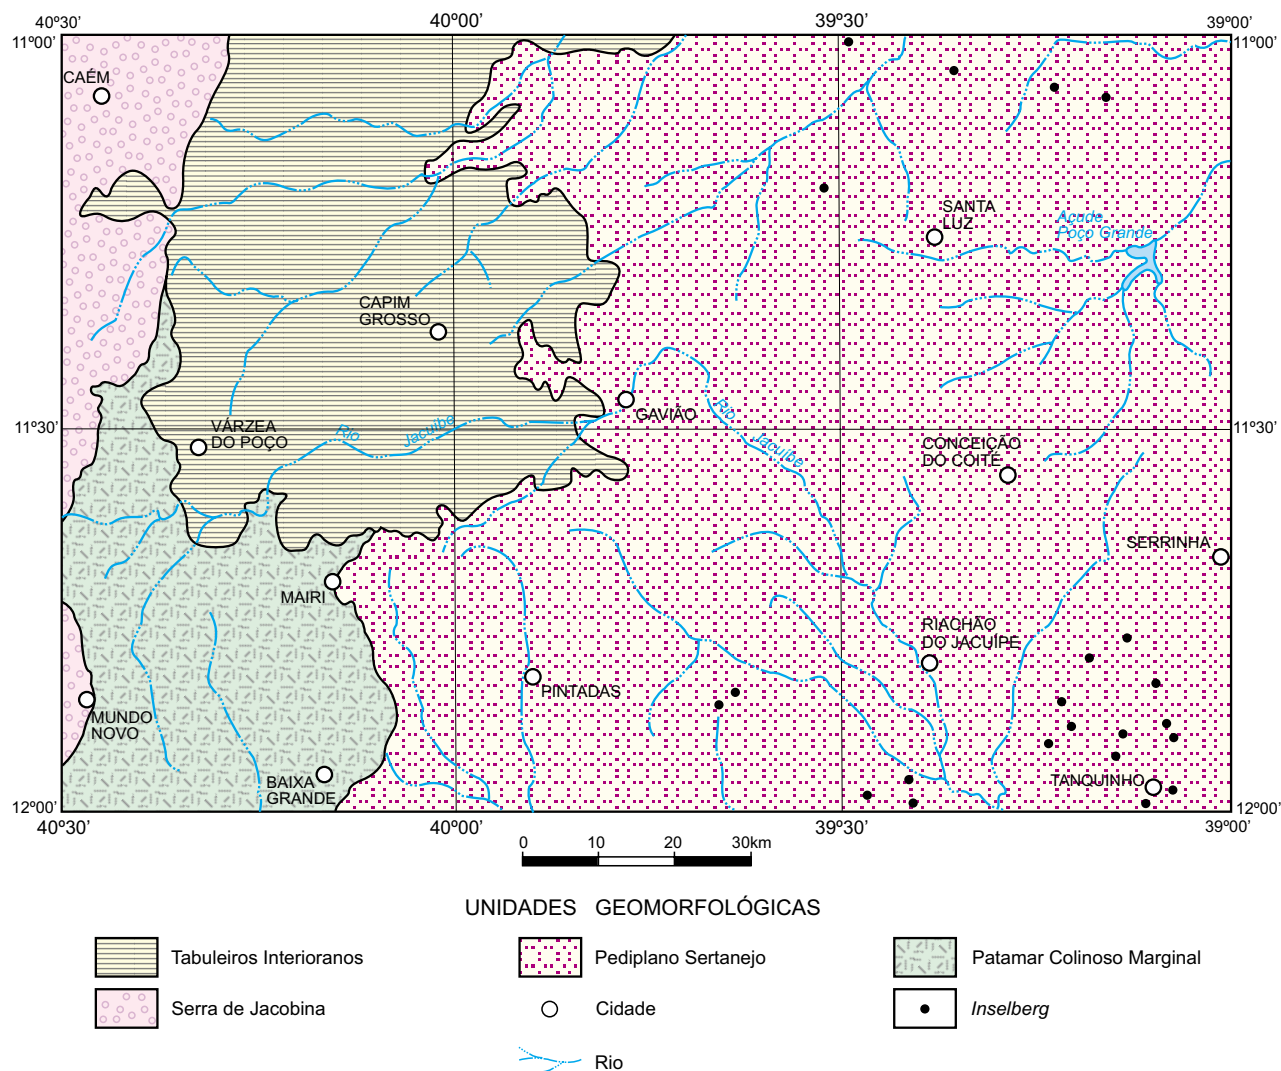 40º30’
40º00’
39º30’
39º00’
11º00’
11º00’
CAÉM
SANTA
LUZ
Açude
Poço Grande
CAPIM
GROSSO
GAVIÃO
Rio
Jacuíbe
Rio
Jacuíbe
11º30’
11º30’
VÁRZEA
DO POÇO
CONCEIÇÃO
DO COITÉ
SERRINHA
MAIRI
RIACHÃO
DO JACUÍPE
PINTADAS
MUNDO
NOVO
BAIXA
GRANDE
TANQUINHO
12º00’
12º00’
40º30’
40º00’
39º30’
39º00’
0 10 20 30km
UNIDADES GEOMORFOLÓGICAS
Tabuleiros Interioranos
Pediplano Sertanejo
Patamar Colinoso Marginal
Serra de Jacobina
Cidade
Inselberg
Rio